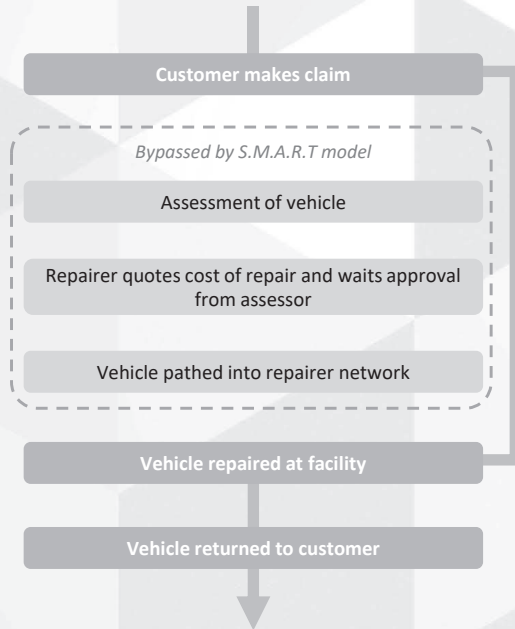 Customer makes claim
Bypassed by S.M.A.R.T model
Assessment of vehicle
Repairer quotes cost of repair and waits approval
from assessor
Vehicle pathed into repairer network
Vehicle repaired at facility
Vehicle returned to customer